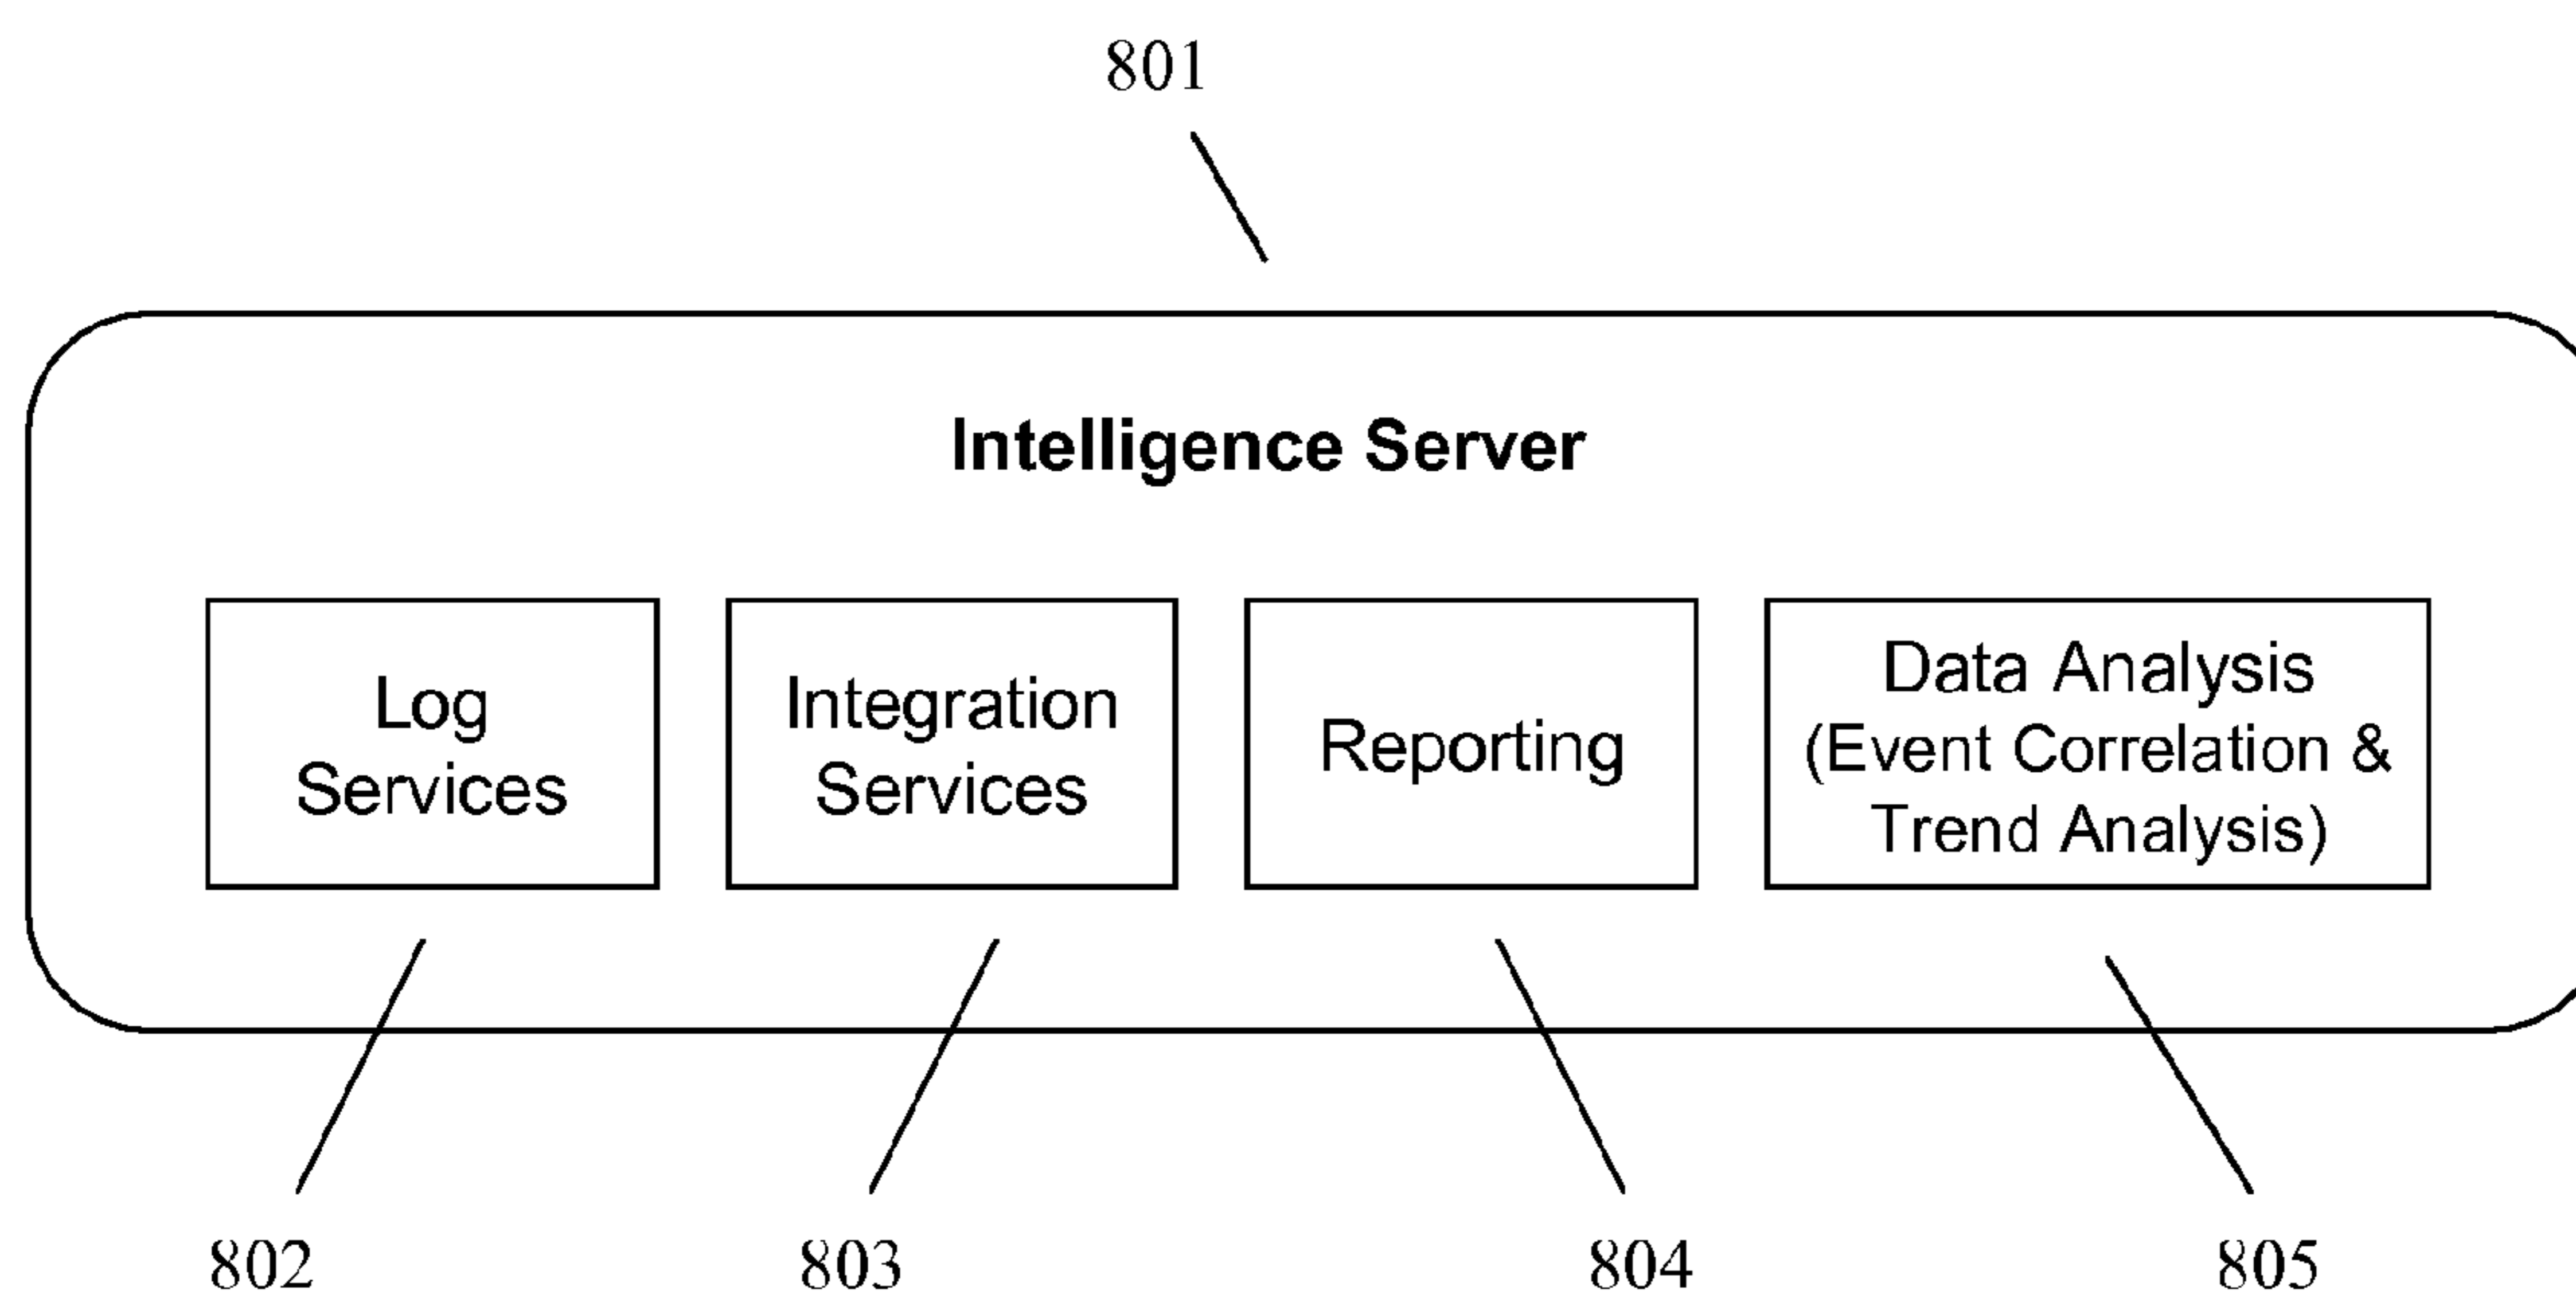 801
Intelligence Server
Log
Services
Integration
Services
Reporting
Data Analysis
(Event Correlation &
Trend Analysis)
802
803
804
805